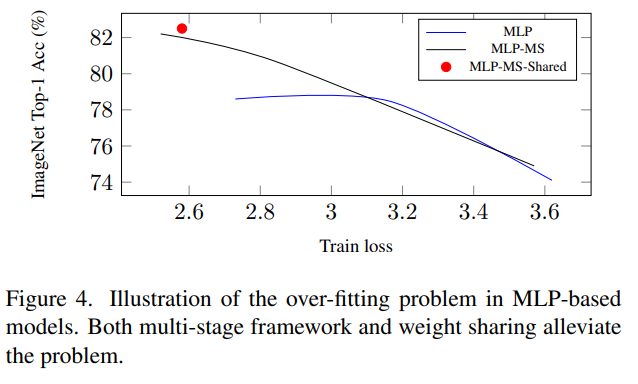 ImageNet Top-1 Acc (%)
82
80
78
76
74
MLP
MLP-MS
MLP-MS-Shared
2.6 2.8 3 3.2 3.4 3.6
Train loss
Figure 4. Illustration of the over-fitting problem in MLP-based
models. Both multi-stage framework and weight sharing alleviate
the problem.